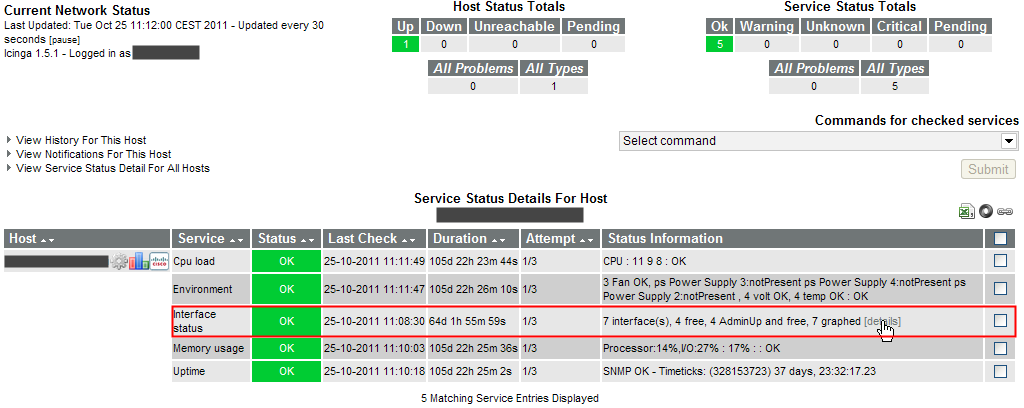 Current Network Status
Last Updated: Tue Oct 25 11:12:00 CEST 2011 - Updated every 30
seconds [pause]
Icinga 1.5.1 - Logged in as
Host Status Totals
Up Down Unreachable Pending
1 0 0 0
All Problems All Types
0 1
Service Status Totals
Ok Warning Unknown Critical Pending
5 0 0 0 0
All Problems All Types
0 5
Commands for checked services
Select command
Submit
View History For This Host
View Notifications For This Host
View Service Status Detail For All Hosts
Service Status Details For Host
Host Service Status Last Check Duration Attempt Status Information
Cpu load OK 25-10-2011 11:11:49 105d 22h 23m 44s 1/3 CPU : 11 9 8 : OK
Environment OK 25-10-2011 11:11:47 105d 22h 26m 10s 1/3 3 Fan OK, ps Power Supply 3:notPresent ps Power Supply 4:notPresent ps
Power Supply 2:notPresent , 4 volt OK, 4 temp OK : OK
Interface
status OK 25-10-2011 11:08:30 64d 1h 55m 59s 1/3 7 interface(s), 4 free, 4 AdminUp and free, 7 graphed [details]
Memory usage OK 25-10-2011 11:10:03 105d 22h 25m 36s 1/3 Processor:14%,I/O:27% : 17% : : OK
Uptime OK 25-10-2011 11:10:18 105d 22h 25m 2s 1/3 SNMP OK - Timeticks: (328153723) 37 days, 23:32:17.23
5 Matching Service Entries Displayed